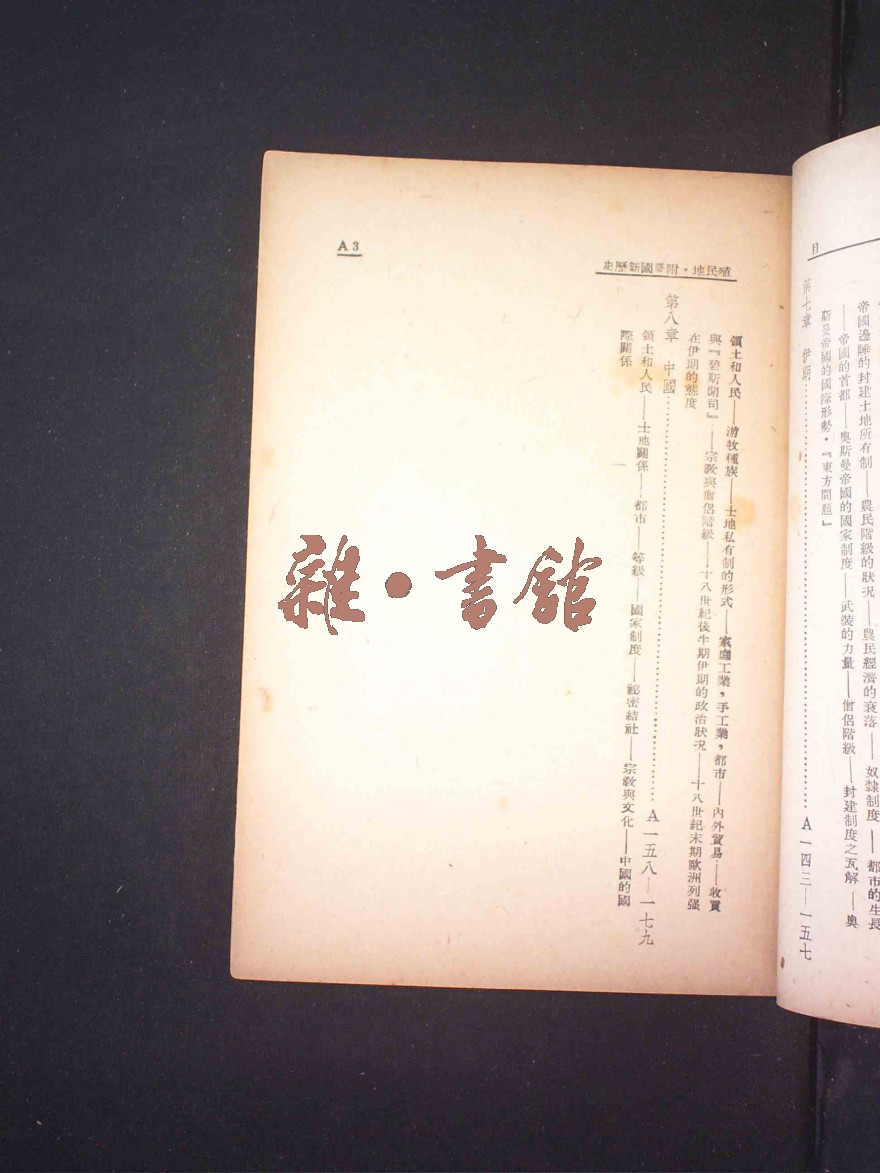 目
帝國邊陲的封建土地所有制——農民階級的狀況——農民經濟的衰落——奴隸制度——都市的生長
——帝國的首都——奧斯曼帝國的國家制度——武裝的力量——僧侶階級——封建制度之瓦解——奧
斯曼帝國的國際形勢・『東方問題』
第七章 伊朗……A一四三—一五七
殖民地・附屬國新歷史
A3
領土和人民——游牧種族——土地私有制的形式——家庭工業,手工業,都市——內外貿易——收買
與『碧斯開司』——宗教與僧侶階級——十八世紀後半期伊朗的政治狀況——十八世紀末期歐洲列强
在伊朗的態度
第八章 中國……A一五八—一七九
領土和人民——土地關係——都市——等級——國家制度——祕密結社——宗敎與文化——中國的國
際關係
雜・書館